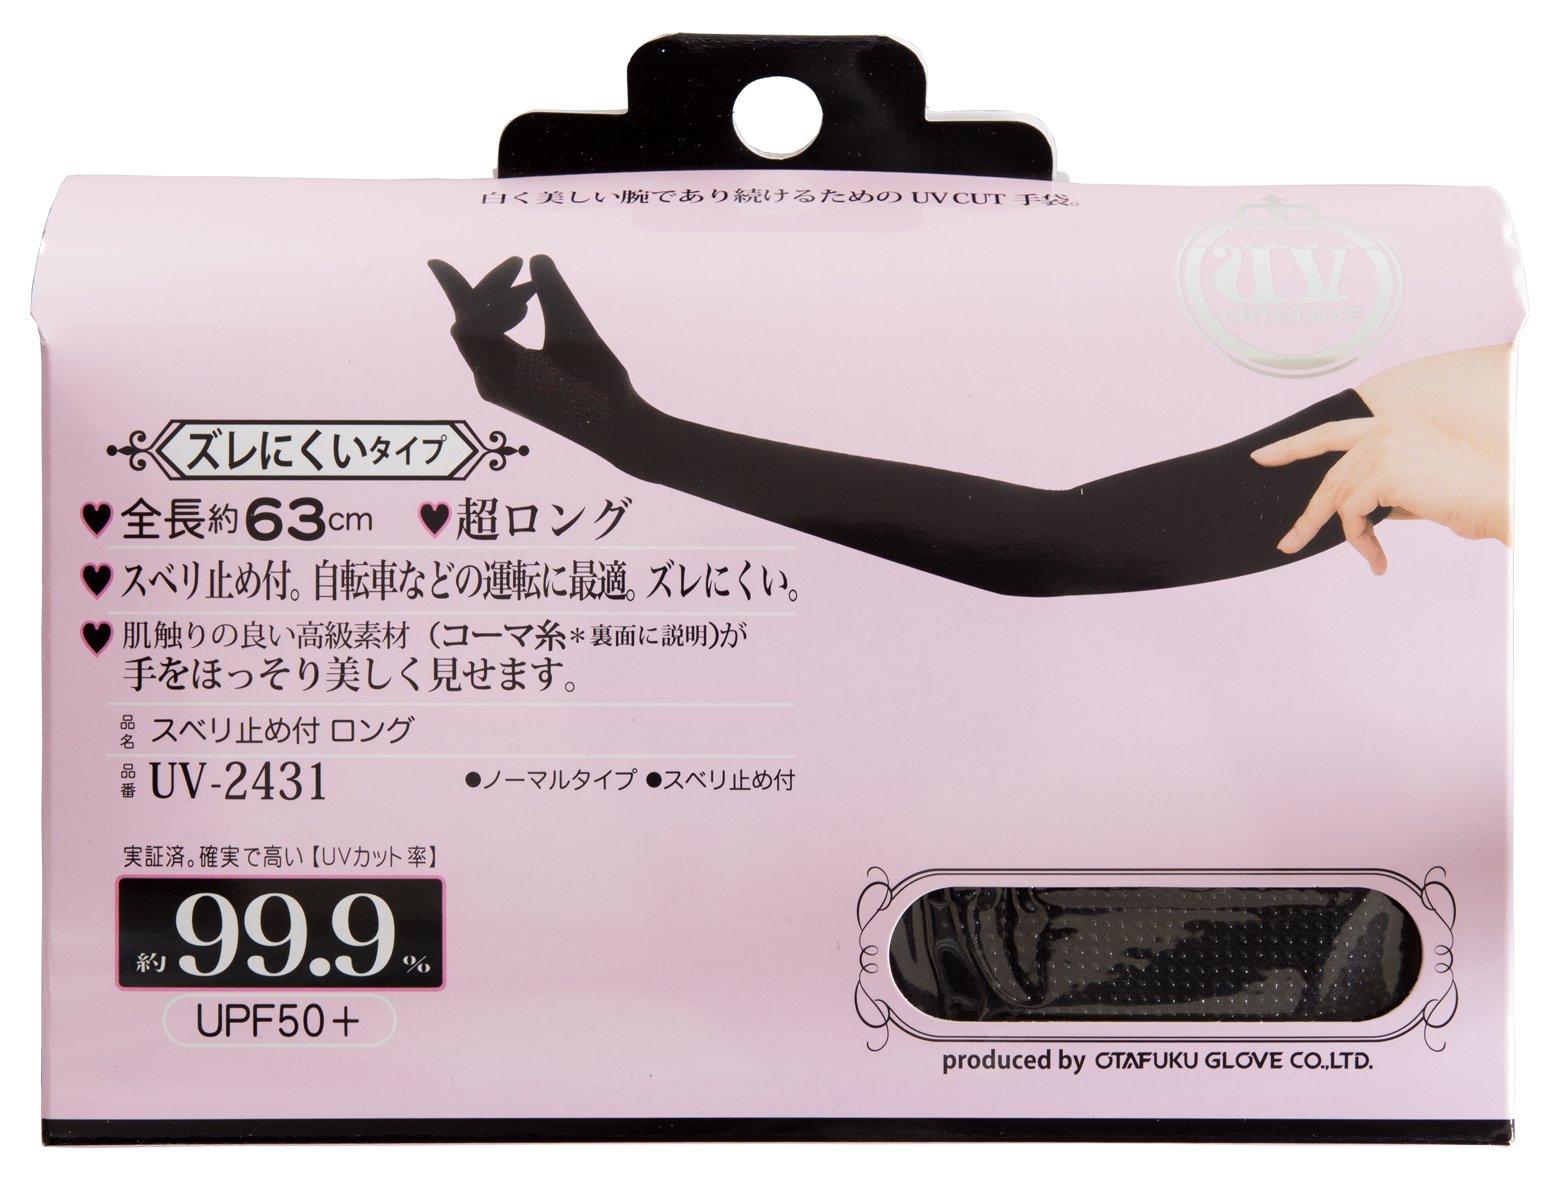 白く美しい腕であり続けるための UV CUT 手袋。
UV
CUT GLOVE
ズレにくいタイプ
全長約63cm 超ロング
スベリ止め付。自転車などの運転に最適。ズレにくい。
肌触りの良い高級素材(コーマ糸＊裏面に説明)が
手をほっそり美しく見せます。
品名 スベリ止め付 ロング
品番 UV-2431 ●ノーマルタイプ ●スベリ止め付
実証済。確実で高い【UVカット率】
約99.9%
UPF50+
produced by OTAFUKU GLOVE CO.,LTD.